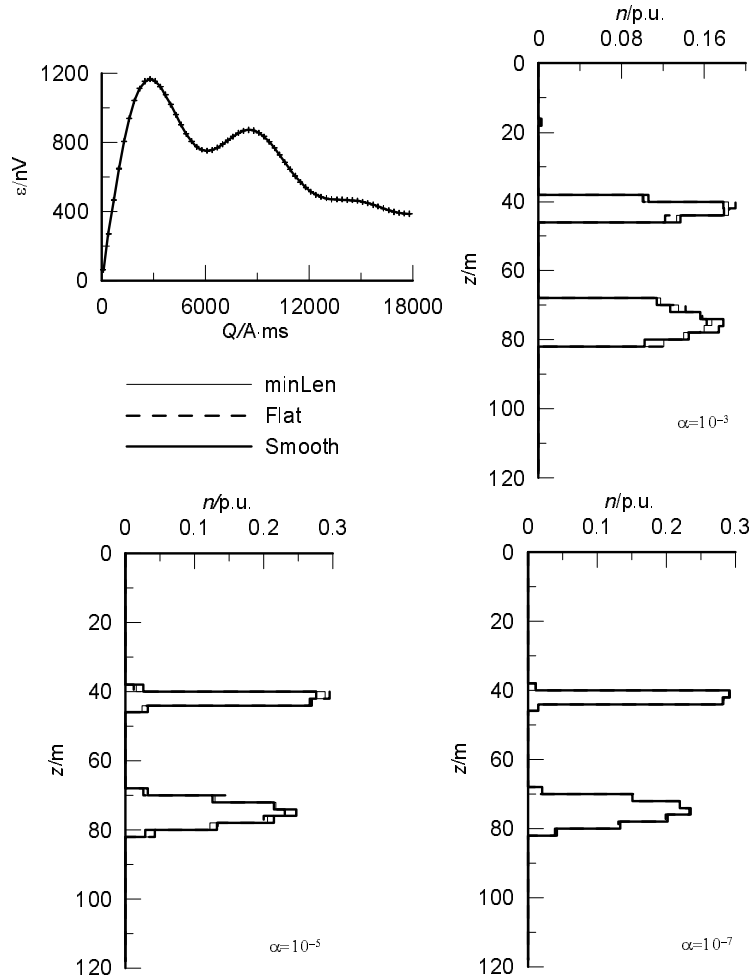 1200
800
400
0
ε/nV
0 6000 12000 18000
Q/A·ms
minLen
Flat
Smooth
n/p.u.
0 0.08 0.16
0
20
40
60
80
100
120
z/m
α=10⁻³
n/p.u.
0 0.1 0.2 0.3
0
20
40
60
80
100
120
z/m
α=10⁻⁵
n/p.u.
0 0.1 0.2 0.3
0
20
40
60
80
100
120
z/m
α=10⁻⁷